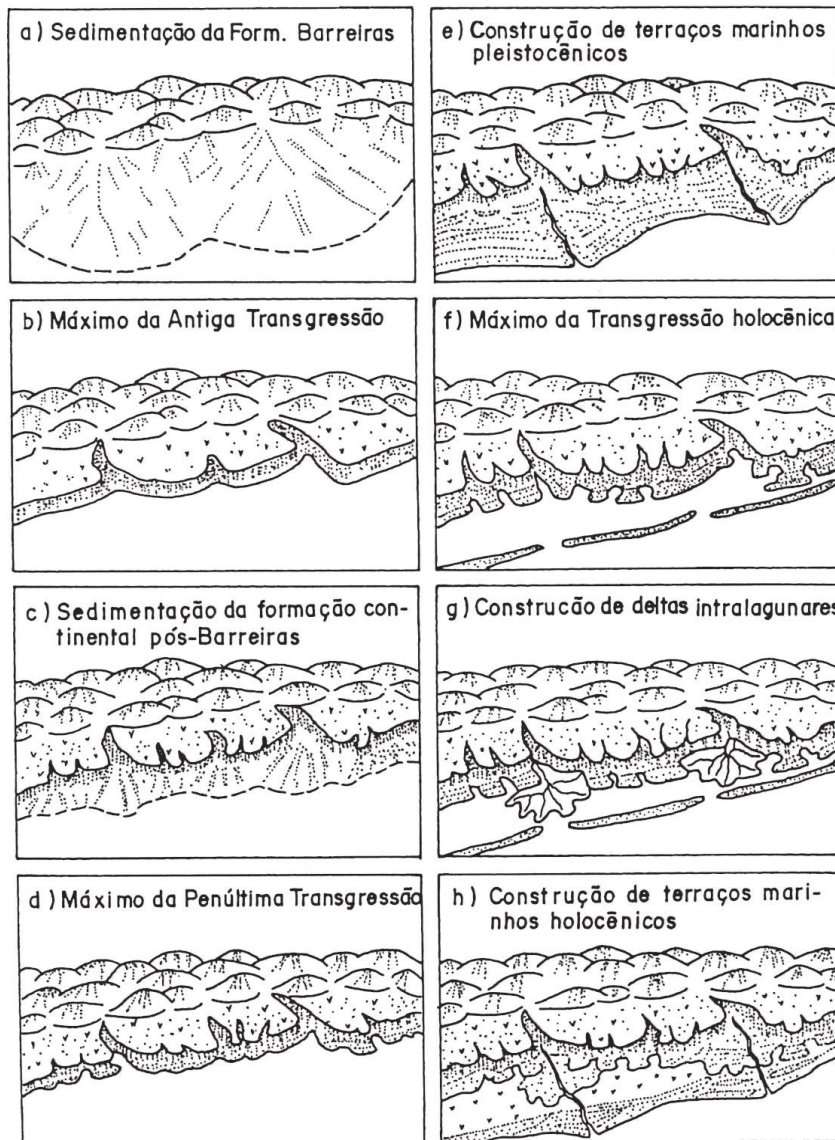 a) Sedimentação da Form. Barreiras
b) Máximo da Antiga Transgressão
c) Sedimentação da formação con-
tinental pós-Barreiras
d) Máximo da Penúltima Transgressão
e) Construção de terraços marinhos
pleistocênicos
f) Máximo da Transgressão holocênica
g) Construcão de deltas intralagunares
h) Construção de terraços mari-
nhos holocênicos